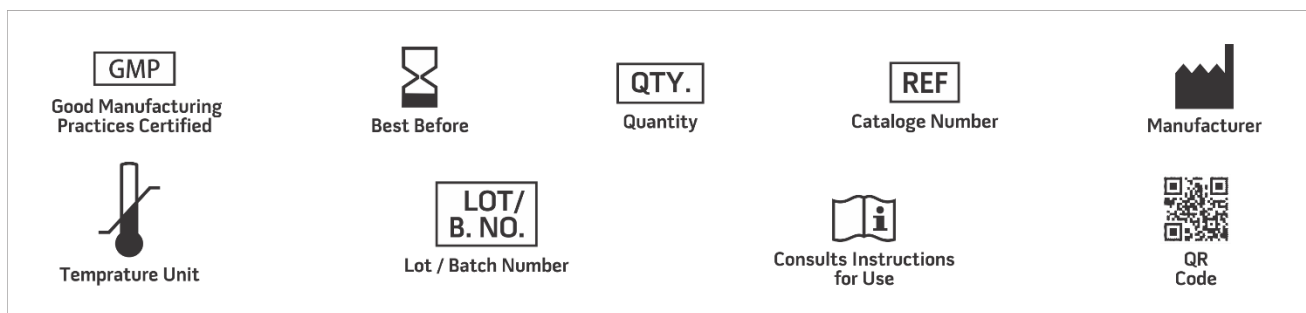 GMP
Good Manufacturing
Practices Certified
Best Before
QTY.
Quantity
REF
Cataloge Number
Manufacturer
Temprature Unit
LOT/
B. NO.
Lot / Batch Number
i
Consults Instructions
for Use
QR
Code